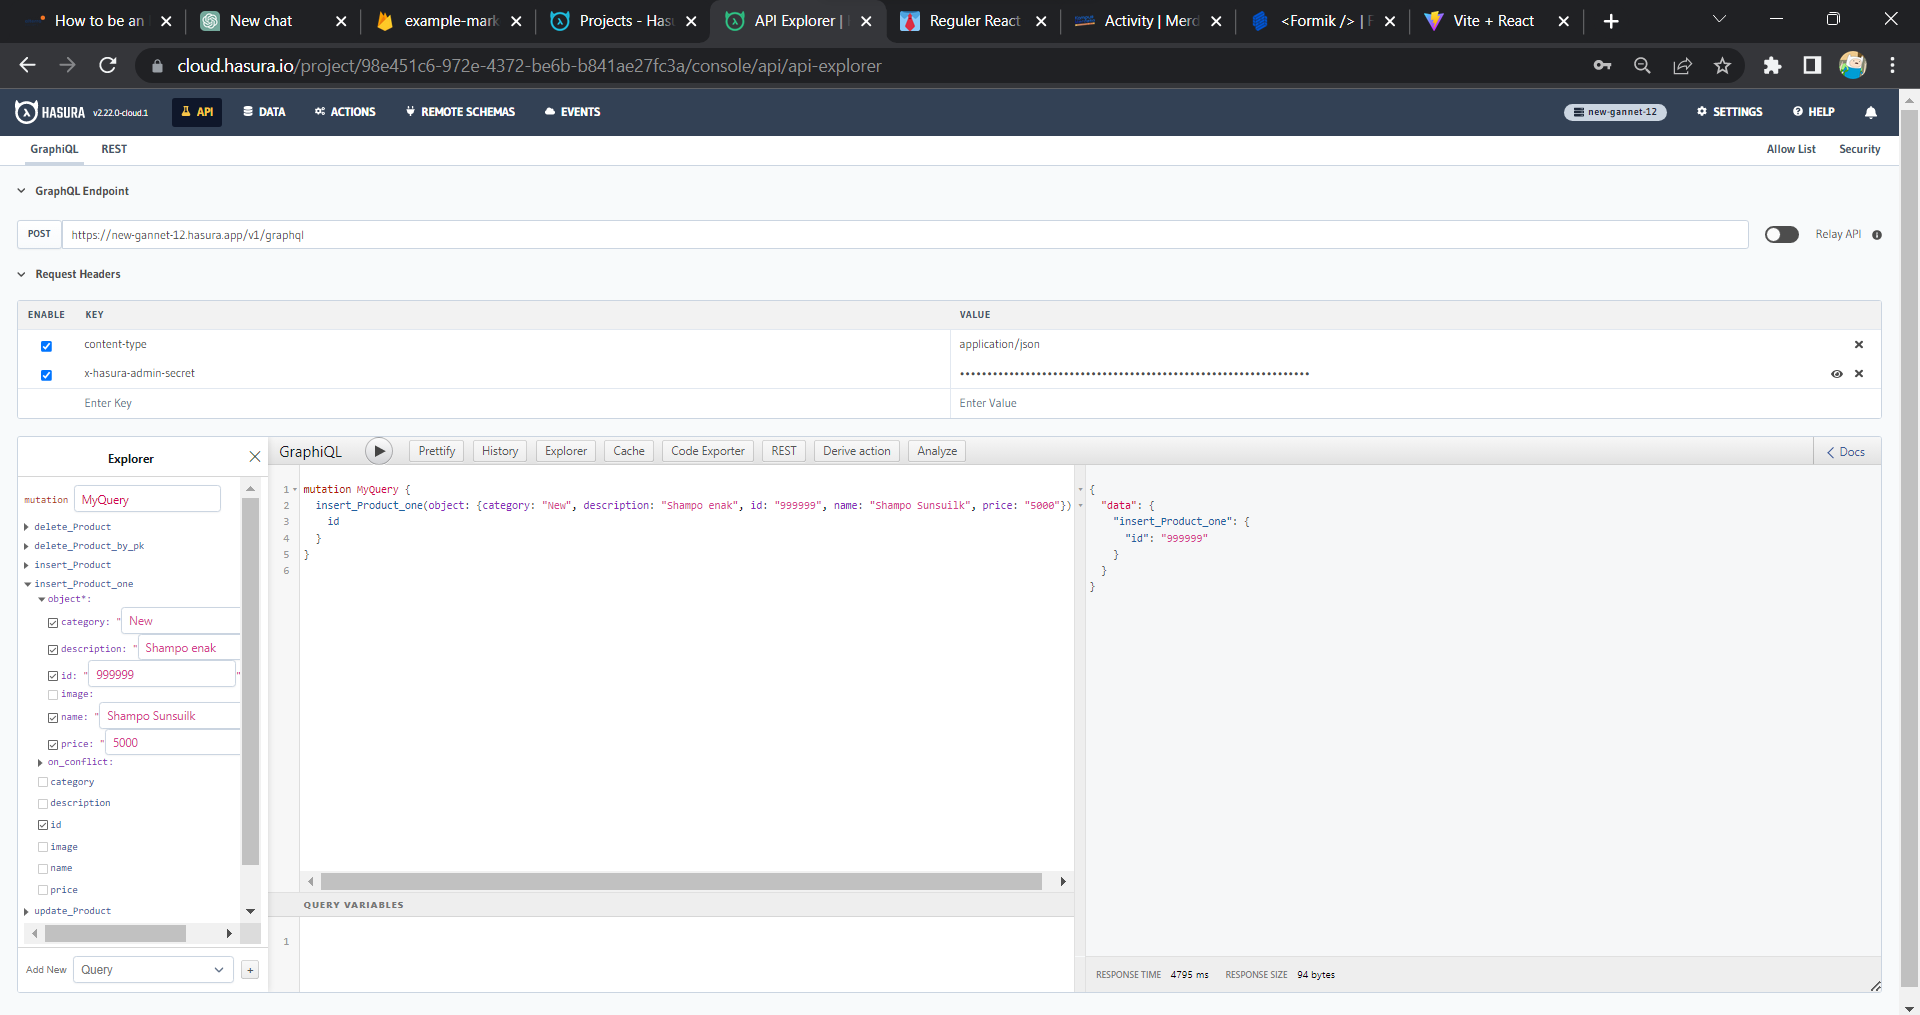 How to be an
New chat
example-mark
Projects - Hasu
API Explorer |
Reguler React
Activity | Merd
<Formik /> | F
Vite + React
cloud.hasura.io/project/98e451c6-972e-4372-be6b-b841ae27fc3a/console/api/api-explorer
HASURA v2.22.0-cloud.1
API
DATA
ACTIONS
REMOTE SCHEMAS
EVENTS
new-gannet-12
SETTINGS
HELP
GraphiQL
REST
Allow List
Security
GraphQL Endpoint
POST https://new-gannet-12.hasura.app/v1/graphql
Relay API
Request Headers
ENABLE KEY VALUE
content-type application/json
x-hasura-admin-secret
Enter Key Enter Value
Explorer
GraphiQL Prettify History Explorer Cache Code Exporter REST Derive action Analyze
Docs
mutation MyQuery
delete_Product
delete_Product_by_pk
insert_Product
insert_Product_one
object*:
category: " New
description: " Shampo enak
id: " 999999 "
image:
name: " Shampo Sunsuilk
price: " 5000
on_conflict:
category
description
id
image
name
price
update_Product
Add New Query +
1 mutation MyQuery {
2 insert_Product_one(object: {category: "New", description: "Shampo enak", id: "999999", name: "Shampo Sunsuilk", price: "5000"})
3 id
4 }
5 }
6
QUERY VARIABLES
1
{
"data": {
"insert_Product_one": {
"id": "999999"
}
}
}
RESPONSE TIME 4795 ms RESPONSE SIZE 94 bytes